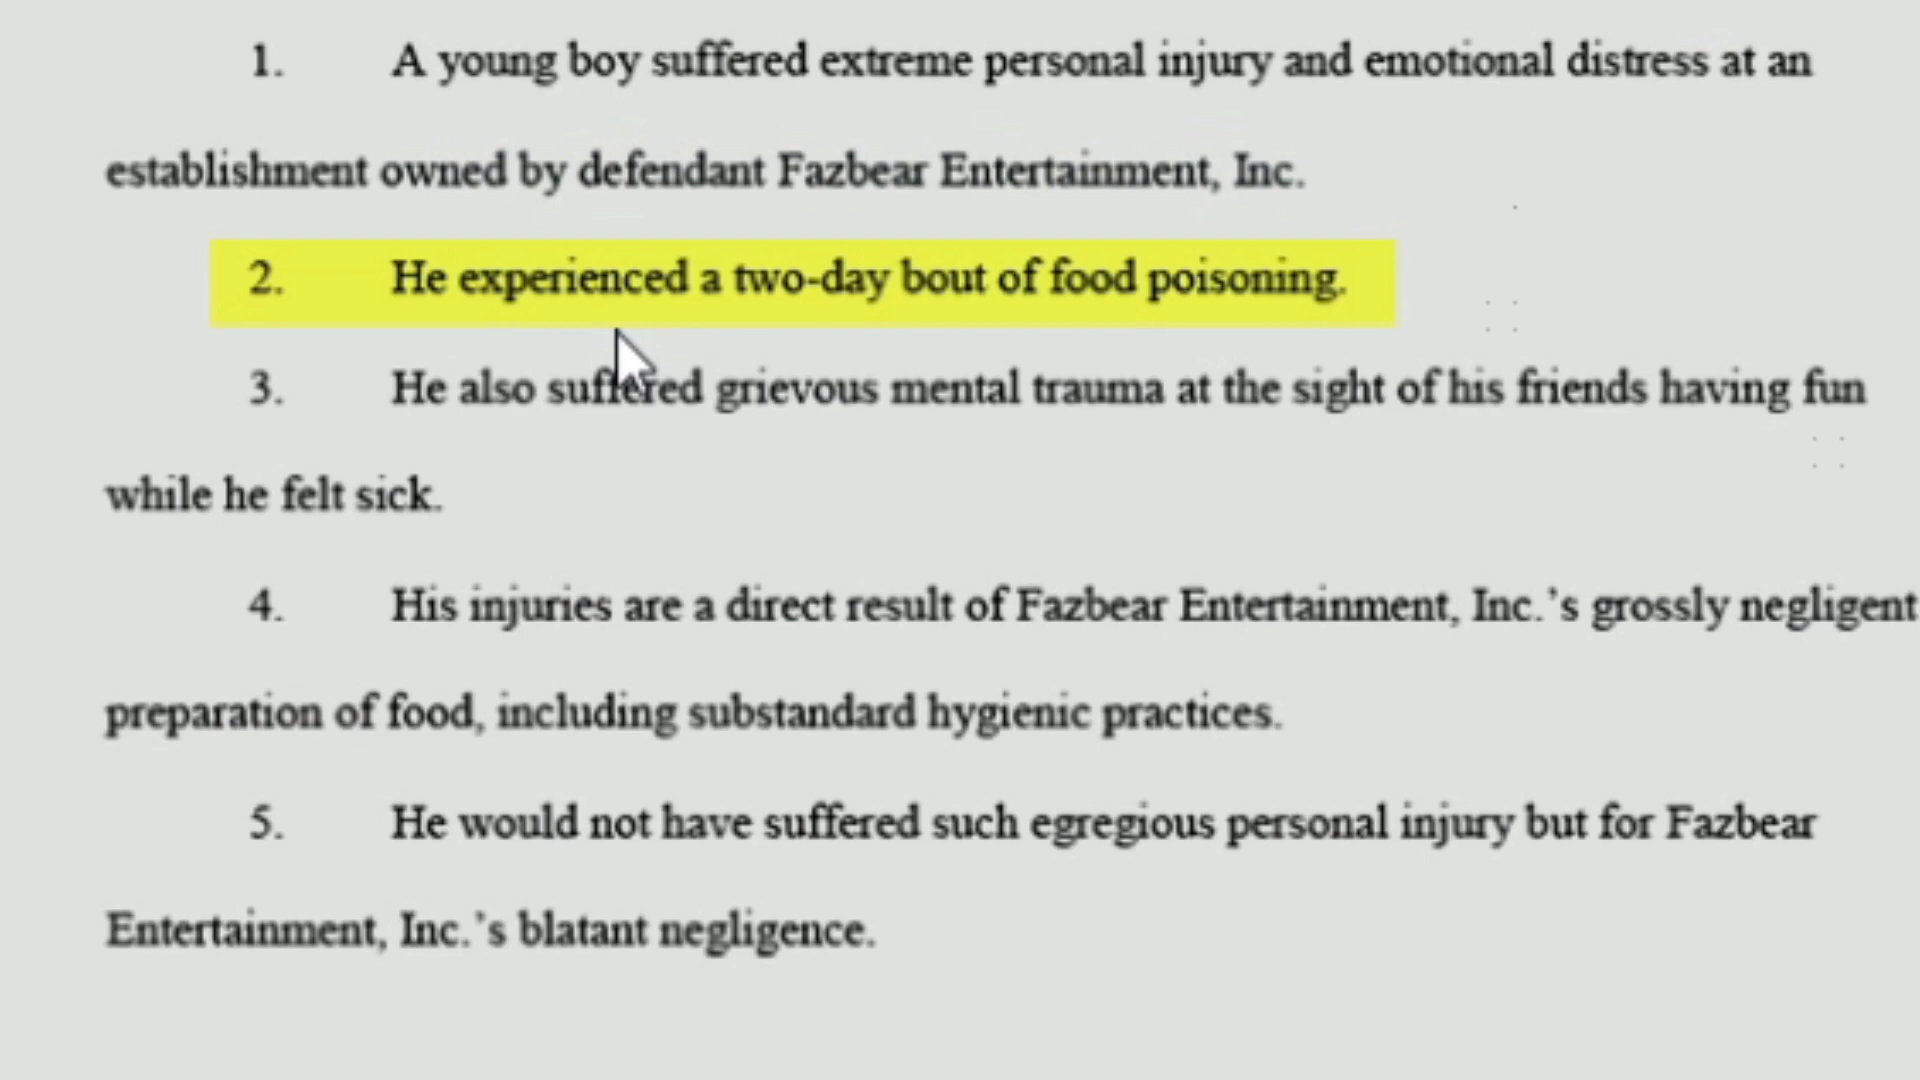 1. A young boy suffered extreme personal injury and emotional distress at an
establishment owned by defendant Fazbear Entertainment, Inc.
2. He experienced a two-day bout of food poisoning.
3. He also suffered grievous mental trauma at the sight of his friends having fun
while he felt sick.
4. His injuries are a direct result of Fazbear Entertainment, Inc.’s grossly negligent
preparation of food, including substandard hygienic practices.
5. He would not have suffered such egregious personal injury but for Fazbear
Entertainment, Inc.’s blatant negligence.